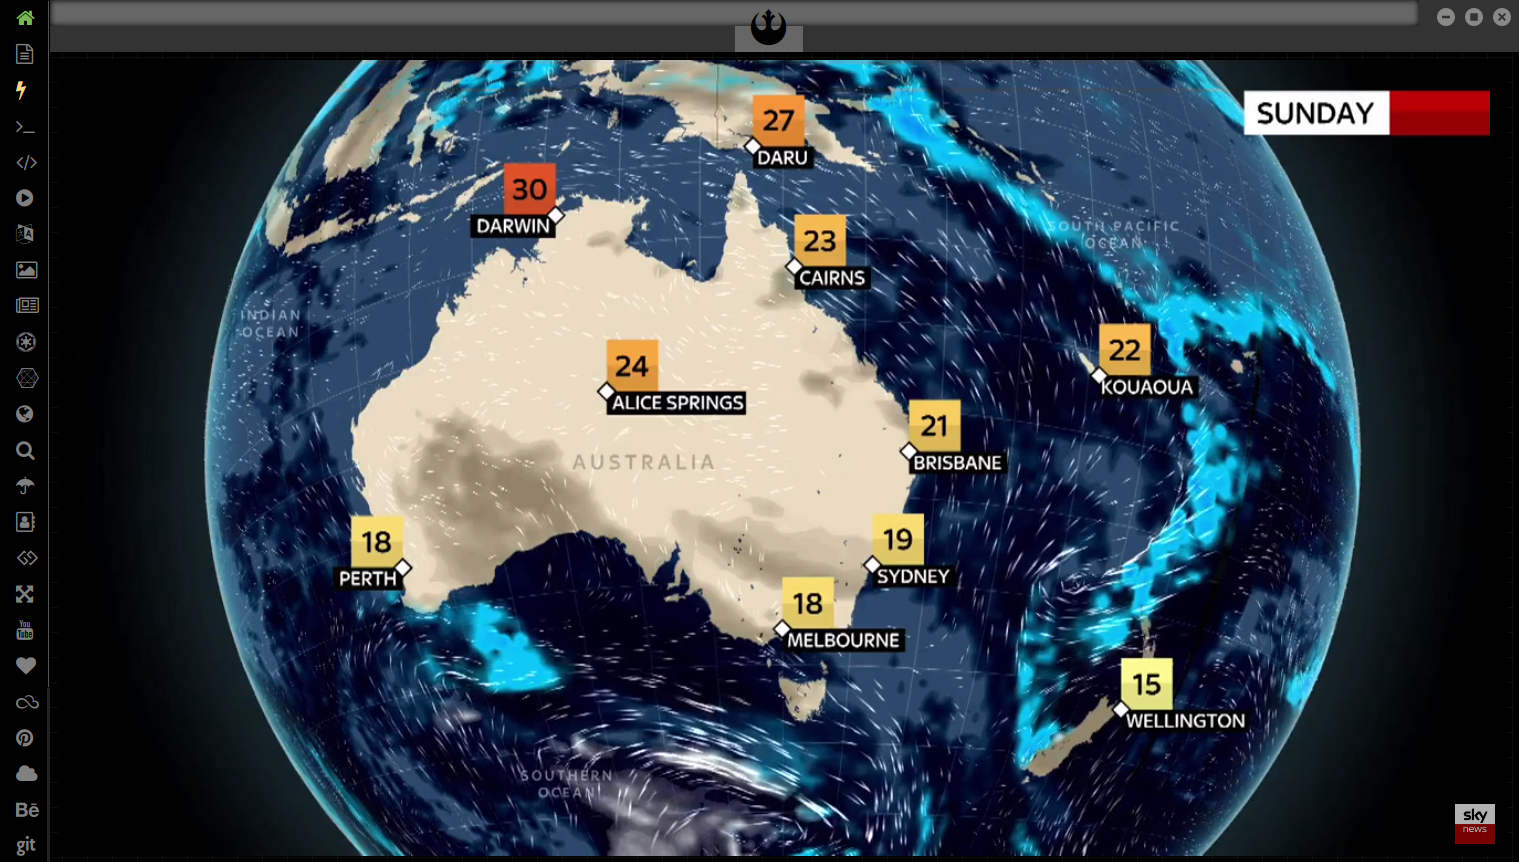 SUNDAY
27
DARU
30
DARWIN
23
CAIRNS
SOUTH PACIFIC
OCEAN
INDIAN
OCEAN
22
KOUAOUA
24
ALICE SPRINGS
21
BRISBANE
AUSTRALIA
18
PERTH
19
SYDNEY
18
MELBOURNE
15
WELLINGTON
SOUTHERN
OCEAN
You
Tube
Bē
git
sky
news